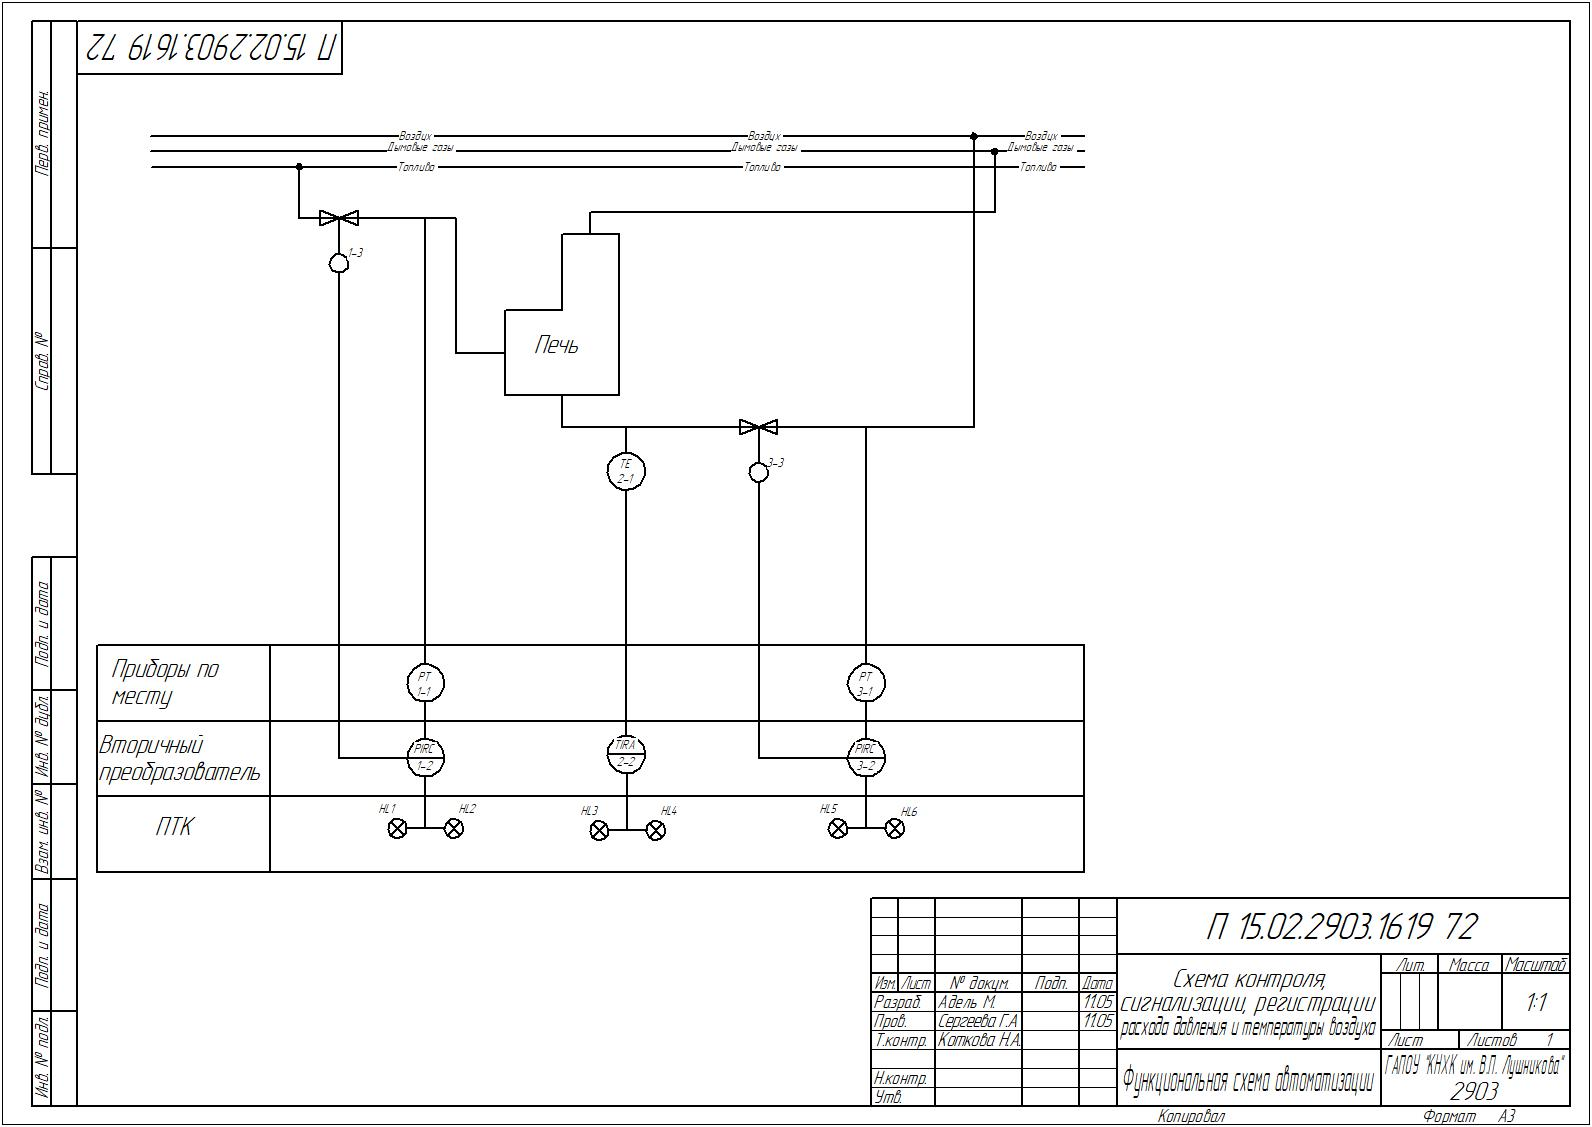 П 15.02.2903.1619 72
Перв. примен.
Справ. №
Подп. и дата
Инв. № дубл.
Взам. инв. №
Подп. и дата
Инв. № подл.
Воздих Воздих Воздих
Дымовые газы Дымовые газы Дымовые газы
Топливо Топливо Топливо
1-3
Печь
TE
2-1
3-3
Приборы по
месту
PT
1-1
PT
3-1
Вторичный
преобразователь
PIRC
1-2
TIRA
2-2
PIRC
3-2
ПТК
HL1 HL2 HL3 HL4 HL5 HL6
П 15.02.2903.1619 72
Изм. Лист № докум. Подп. Дата
Разраб. Адель М. 11.05
Пров. Сергеева Г.А 11.05
Т.контр. Коткова Н.А.
Н.контр.
Утв.
Схема контроля,
сигнализации, регистрации
расхода давления и температуры воздуха
Функциональная схема автоматизации
Лит. Масса Масштаб
1:1
Лист Листов 1
ГАПОУ "КНХК им. В.П. Лушникова"
2903
Копировал Формат А3